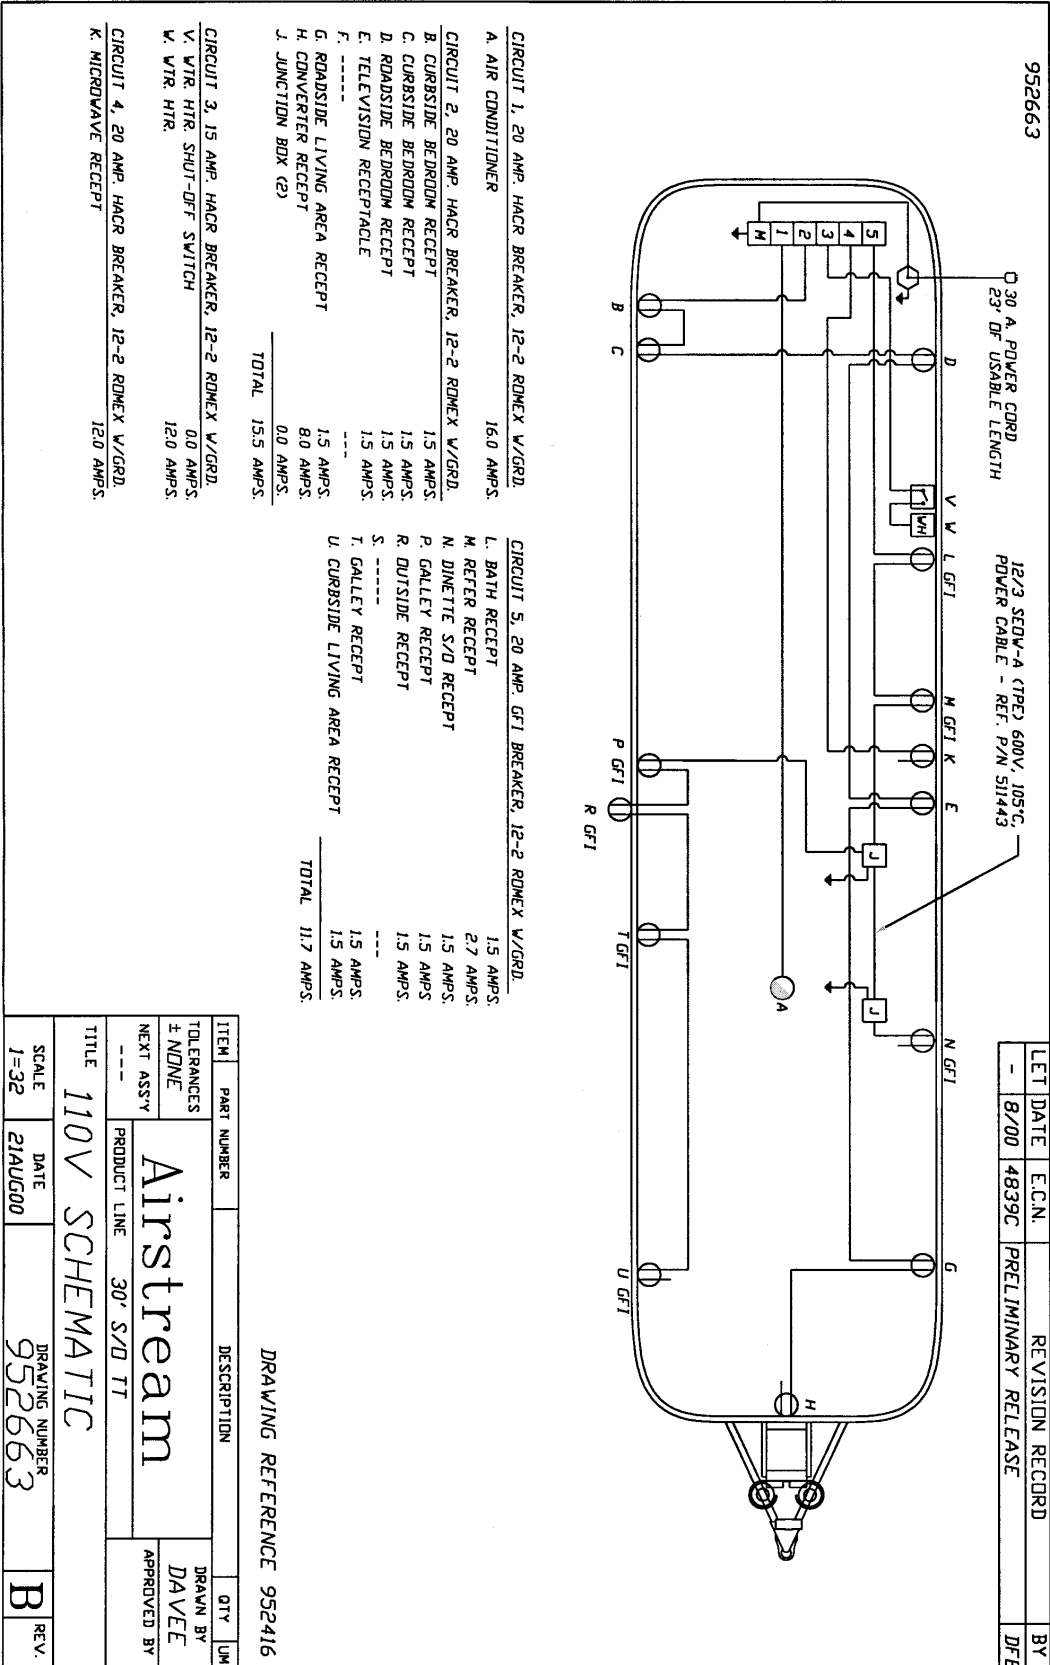 952663
LET DATE E.C.N. REVISION RECORD BY
- 8/00 4839C PRELIMINARY RELEASE
30 A. POWER CORD
23' OF USABLE LENGTH
12/3 SEOW-A (TPE) 600V, 105°C,
POWER CABLE - REF. P/N 511443
D V W L GFI M GFI K E N GFI G
WH
5
4
3
2
1
M
J
J
A
H
B C P GFI T GFI U GFI
R GFI
CIRCUIT 1, 20 AMP. HACR BREAKER, 12-2 ROMEX W/GRD.
A. AIR CONDITIONER 16.0 AMPS.
CIRCUIT 2, 20 AMP. HACR BREAKER, 12-2 ROMEX W/GRD.
B. CURBSIDE BEDROOM RECEPT 1.5 AMPS.
C. CURBSIDE BEDROOM RECEPT 1.5 AMPS.
D. ROADSIDE BEDROOM RECEPT 1.5 AMPS.
E. TELEVISION RECEPTACLE 1.5 AMPS.
F. ----- ---
G. ROADSIDE LIVING AREA RECEPT 1.5 AMPS.
H. CONVERTER RECEPT 8.0 AMPS.
J. JUNCTION BOX (2) 0.0 AMPS.
TOTAL 15.5 AMPS.
CIRCUIT 3, 15 AMP. HACR BREAKER, 12-2 ROMEX W/GRD.
V. WTR. HTR. SHUT-OFF SWITCH 0.0 AMPS.
W. WTR. HTR. 12.0 AMPS.
CIRCUIT 4, 20 AMP. HACR BREAKER, 12-2 ROMEX W/GRD.
K. MICROWAVE RECEPT 12.0 AMPS.
CIRCUIT 5, 20 AMP. GFI BREAKER, 12-2 ROMEX W/GRD.
L. BATH RECEPT 1.5 AMPS.
M. REFER RECEPT 2.7 AMPS.
N. DINETTE S/O RECEPT 1.5 AMPS.
P. GALLEY RECEPT 1.5 AMPS
R. OUTSIDE RECEPT 1.5 AMPS.
S. ----- ---
T. GALLEY RECEPT 1.5 AMPS.
U. CURBSIDE LIVING AREA RECEPT 1.5 AMPS.
TOTAL 11.7 AMPS.
DRAWING REFERENCE 952416
ITEM PART NUMBER DESCRIPTION QTY UM
TOLERANCES
± NONE
NEXT ASS'Y
---
Airstream
DRAWN BY
DAVEE
PRODUCT LINE 30' S/O TT
APPROVED BY
TITLE 110V SCHEMATIC
SCALE
1=32
DATE
21AUG00
DRAWING NUMBER
952663
B
REV.